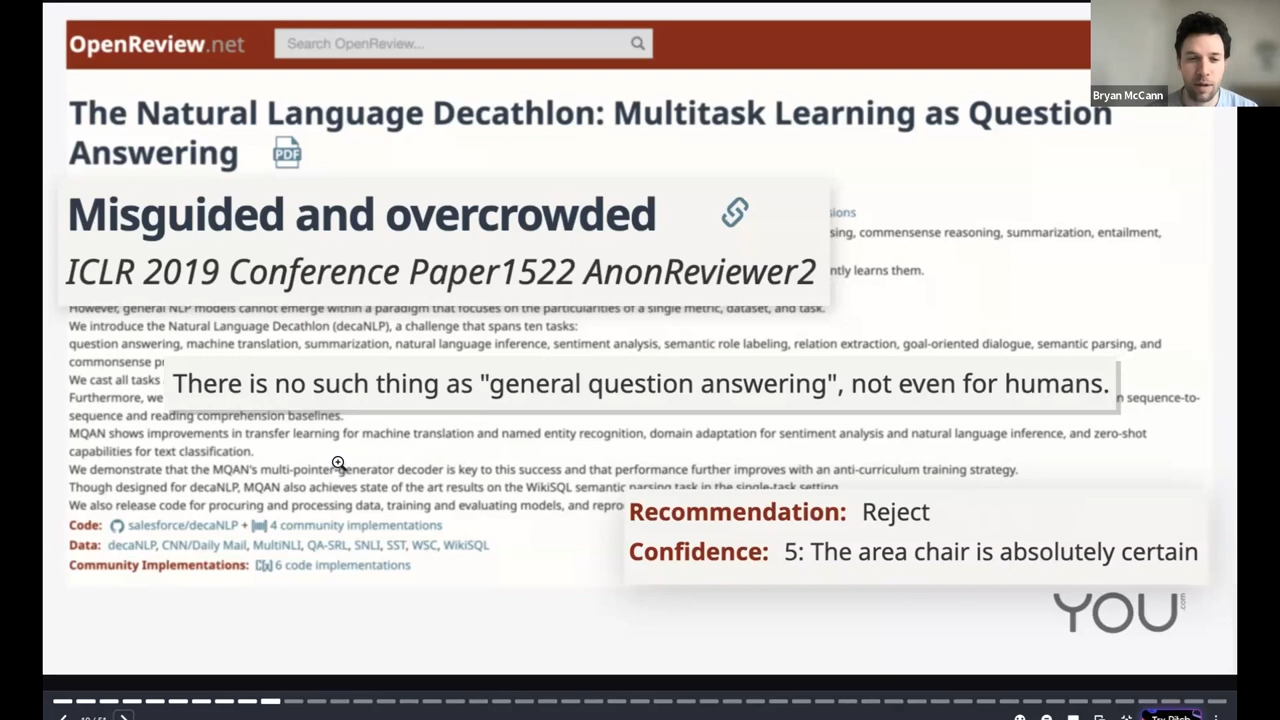 OpenReview.net
Search OpenReview...
Bryan McCann
The Natural Language Decathlon: Multitask Learning as Question
Answering PDF
Misguided and overcrowded
ICLR 2019 Conference Paper1522 AnonReviewer2
sing, commensense reasoning, summarization, entailment,
ntly learns them.
However, general NLP models cannot emerge within a paradigm that focuses on the particularities of a single metric, dataset, and task.
We introduce the Natural Language Decathlon (decaNLP), a challenge that spans ten tasks:
question answering, machine translation, summarization, natural language inference, sentiment analysis, semantic role labeling, relation extraction, goal-oriented dialogue, semantic parsing, and
commonsense
There is no such thing as "general question answering", not even for humans.
We cast all tasks
Furthermore, we sequence-to-
sequence and reading comprehension baselines.
MQAN shows improvements in transfer learning for machine translation and named entity recognition, domain adaptation for sentiment analysis and natural language inference, and zero-shot
capabilities for text classification.
We demonstrate that the MQAN's multi-pointer-generator decoder is key to this success and that performance further improves with an anti-curriculum training strategy.
Though designed for decaNLP, MQAN also achieves state of the art results on the WikiSQL semantic parsing task in the single-task setting.
We also release code for procuring and processing data, training and evaluating models, and
Recommendation: Reject
Confidence: 5: The area chair is absolutely certain
Code: salesforce/decaNLP + 4 community implementations
Data: decaNLP, CNN/Daily Mail, MultiNLI, QA-SRL, SNLI, SST, WSC, WikiSQL
Community Implementations: 6 code implementations
YOU.com